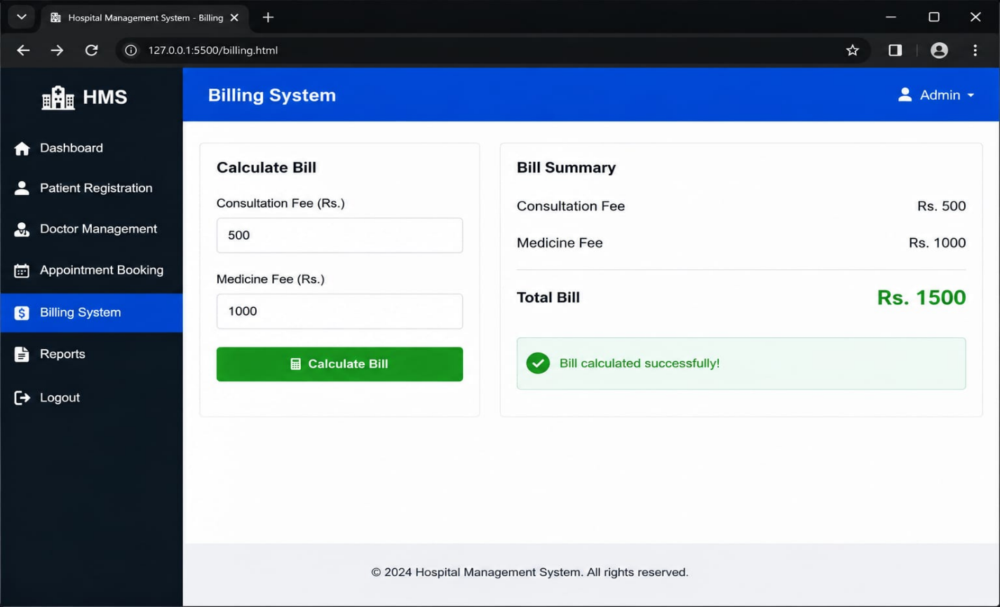 Hospital Management System - Billing
127.0.0.1:5500/billing.html
HMS
Dashboard
Patient Registration
Doctor Management
Appointment Booking
Billing System
Reports
Logout
Billing System
Admin
Calculate Bill
Consultation Fee (Rs.)
500
Medicine Fee (Rs.)
1000
Calculate Bill
Bill Summary
Consultation Fee Rs. 500
Medicine Fee Rs. 1000
Total Bill Rs. 1500
Bill calculated successfully!
© 2024 Hospital Management System. All rights reserved.